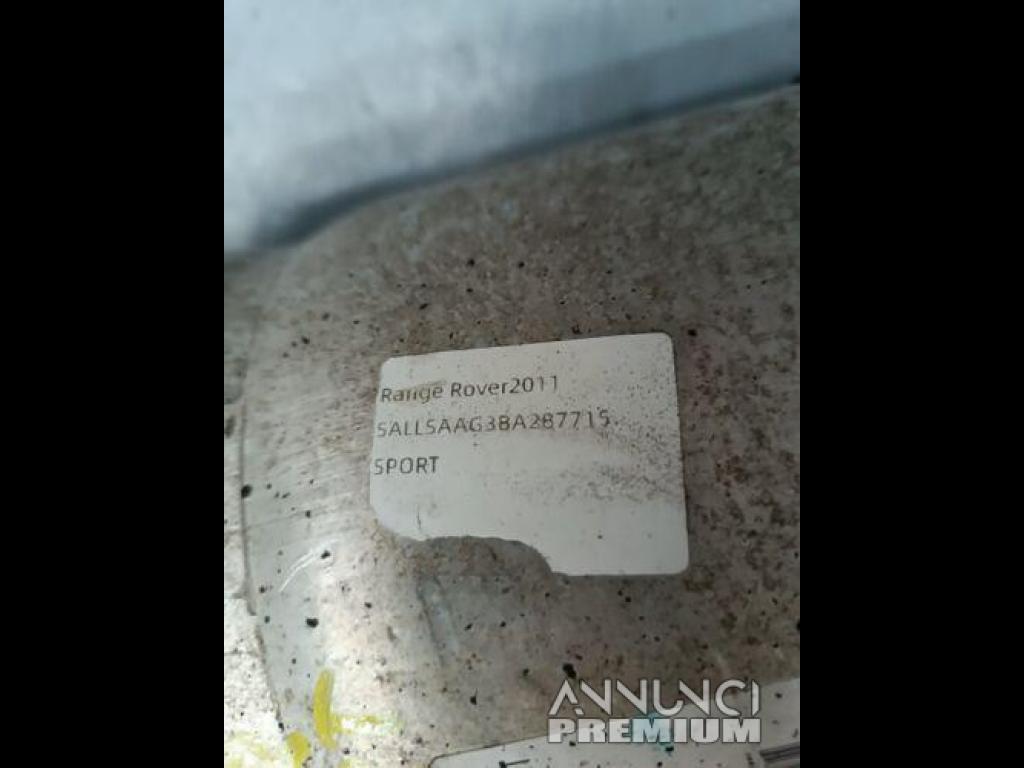 Range Rover2011
SALLSAAG3BA287715
SPORT
ANNUNCI
PREMIUM